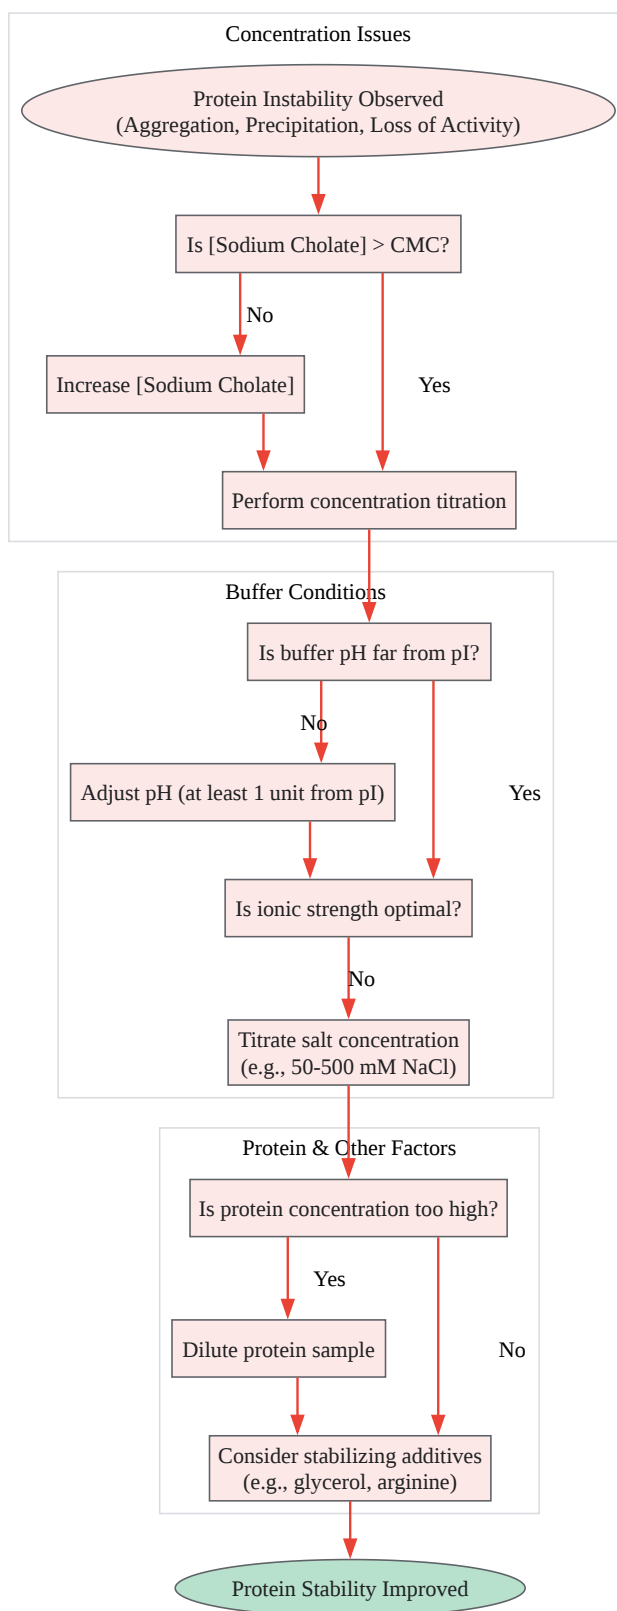 Concentration Issues
Protein Instability Observed
(Aggregation, Precipitation, Loss of Activity)
Is [Sodium Cholate] > CMC?
No
Increase [Sodium Cholate]
Yes
Perform concentration titration
Buffer Conditions
Is buffer pH far from pI?
No
Adjust pH (at least 1 unit from pI)
Yes
Is ionic strength optimal?
No
Titrate salt concentration
(e.g., 50-500 mM NaCl)
Protein & Other Factors
Is protein concentration too high?
Yes
Dilute protein sample
No
Consider stabilizing additives
(e.g., glycerol, arginine)
Protein Stability Improved